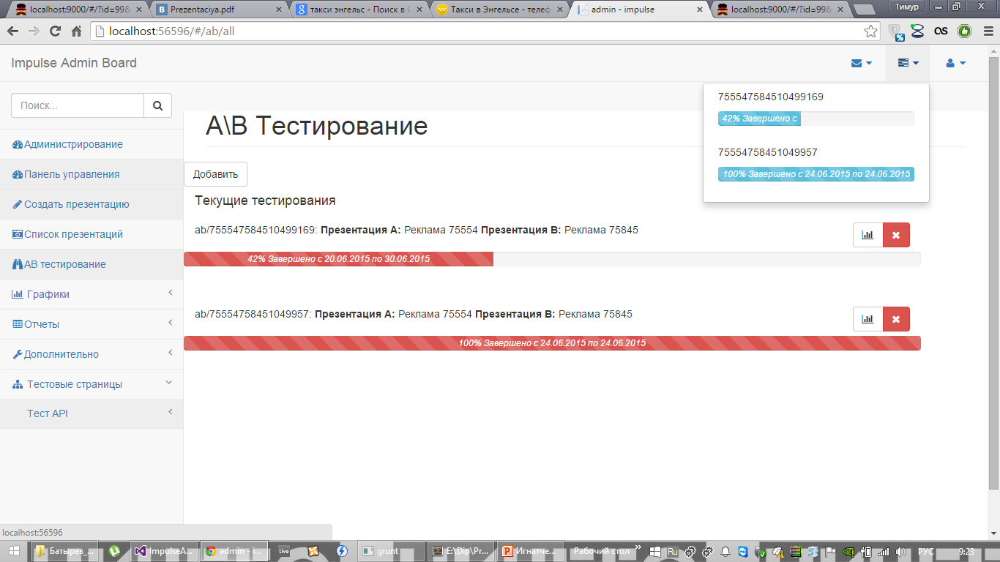 localhost:9000/#/?id=99&
Prezentaciya.pdf
такси энгельс - Поиск в G
Такси в Энгельсе - телеф
admin - impulse
localhost:9000/#/?id=99&
Тимур
localhost:56596/#/ab/all
Impulse Admin Board
Поиск...
Администрирование
Панель управления
Создать презентацию
Список презентаций
AB тестирование
Графики
Отчеты
Дополнительно
Тестовые страницы
Тест API
A\B Тестирование
755547584510499169
42% Завершено с
75554758451049957
100% Завершено с 24.06.2015 по 24.06.2015
Добавить
Текущие тестирования
ab/755547584510499169: Презентация A: Реклама 75554 Презентация B: Реклама 75845
42% Завершено с 20.06.2015 по 30.06.2015
ab/75554758451049957: Презентация A: Реклама 75554 Презентация B: Реклама 75845
100% Завершено с 24.06.2015 по 24.06.2015
localhost:56596
Батырев_...
ImpulseA...
admin - i...
live
grunt
E:\Dip\Pr...
Игнатче...
Рабочий стол
Ru
РУС
9:23